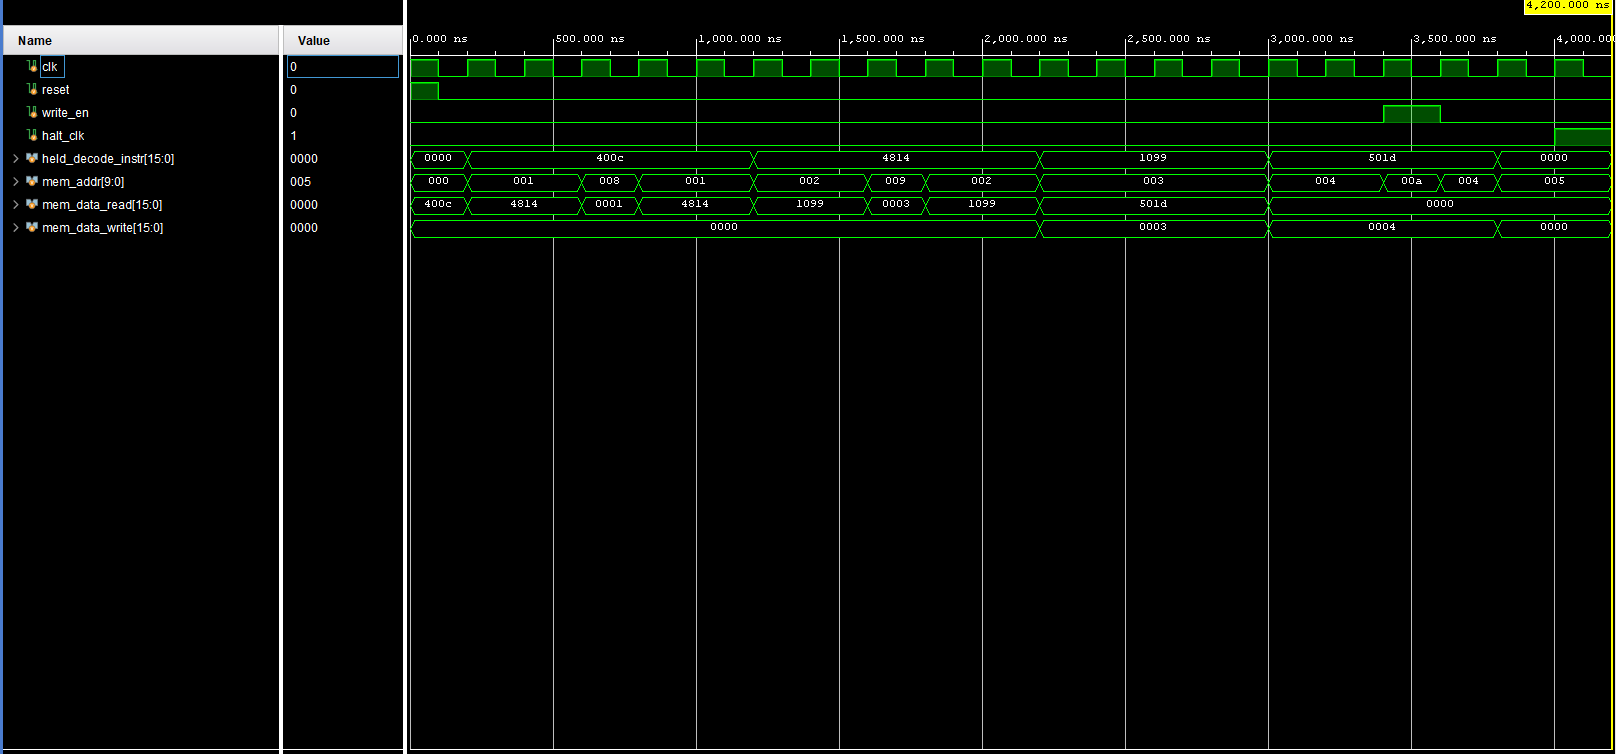 4,200.000 ns
Name Value
0.000 ns 500.000 ns 1,000.000 ns 1,500.000 ns 2,000.000 ns 2,500.000 ns 3,000.000 ns 3,500.000 ns 4,000.00
clk 0
reset 0
write_en 0
halt_clk 1
held_decode_instr[15:0] 0000 0000 400c 4814 1099 501d 0000
mem_addr[9:0] 005 000 001 008 001 002 009 002 003 004 00a 004 005
mem_data_read[15:0] 0000 400c 4814 0001 4814 1099 0003 1099 501d 0000
mem_data_write[15:0] 0000 0000 0003 0004 0000